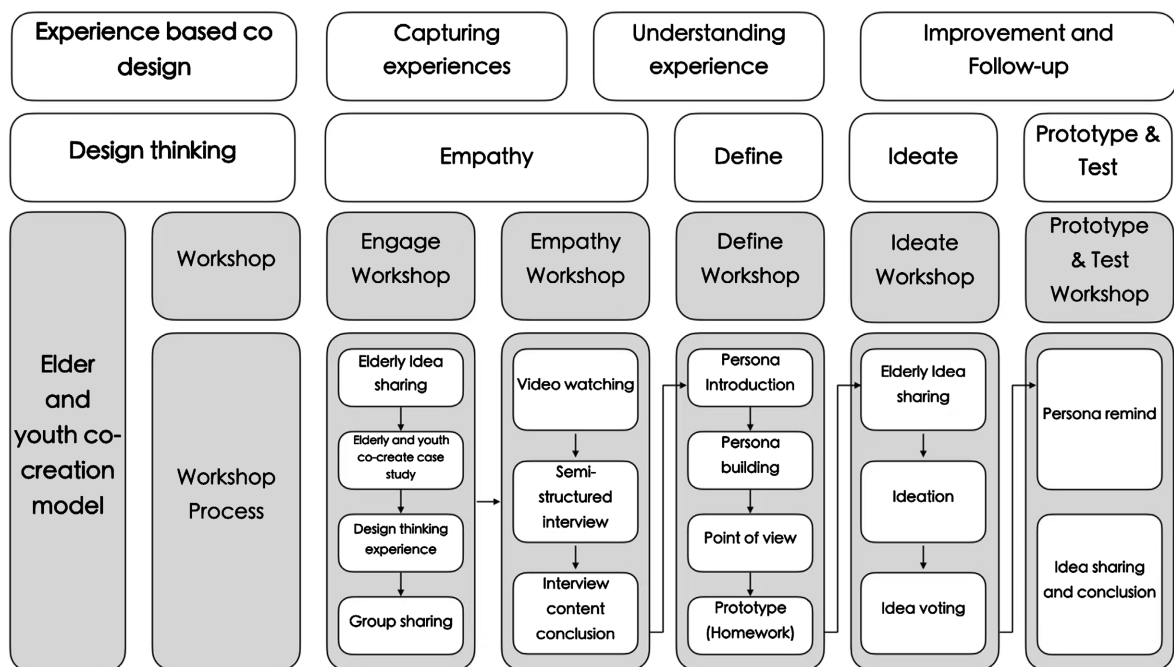 Experience based co
design
Capturing
experiences
Understanding
experience
Improvement and
Follow-up
Design thinking
Empathy
Define
Ideate
Prototype &
Test
Elder
and
youth co-
creation
model
Workshop
Engage
Workshop
Empathy
Workshop
Define
Workshop
Ideate
Workshop
Prototype
& Test
Workshop
Workshop
Process
Elderly Idea
sharing
Elderly and youth
co-create case
study
Design thinking
experience
Group sharing
Video watching
Semi-
structured
interview
Interview
content
conclusion
Persona
Introduction
Persona
building
Point of view
Prototype
(Homework)
Elderly Idea
sharing
Ideation
Idea voting
Persona remind
Idea sharing
and conclusion